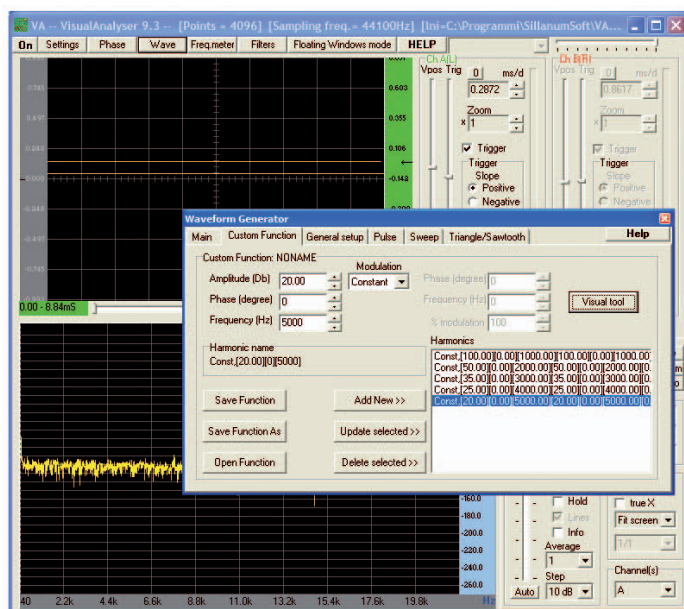 VA -- VisualAnalyser 9.3 -- [Points = 4096] [Sampling freq.= 44100Hz] [Ini=C:\Programmi\SillanumSoft\VA...
On Settings Phase Wave Freq.meter Filters Floating Windows mode HELP
Ch A(L)
Vpos Trig 0 ms/d
0.2872
Zoom
x 1
Trigger
Trigger
Slope
Positive
Negative
Ch B(R)
Vpos Trig 0 ms/d
0.8617
Zoom
x 1
Trigger
Trigger
Slope
Positive
Negative
0.603
0.355
0.106
-0.143
0.00 - 8.84mS
Waveform Generator
Main Custom Function General setup Pulse Sweep Triangle/Sawtooth Help
Custom Function: NONAME
Modulation
Amplitude (Db) 20.00 Constant Phase (degree) 0
Phase (degree) 0 Frequency (Hz) 0 Visual tool
Frequency (Hz) 5000 % modulation 100
Harmonic name
Const,[20.00][0][5000]
Harmonics
Const,[100.00][0.00][1000.00][100.00][0.00][1000.00]
Const,[50.00][0.00][2000.00][50.00][0.00][2000.00][0.
Const,[35.00][0.00][3000.00][35.00][0.00][3000.00][0.
Const,[25.00][0.00][4000.00][25.00][0.00][4000.00][0.
Const,[20.00][0.00][5000.00][20.00][0.00][5000.00][0.
Save Function Add New >>
Save Function As Update selected >>
Open Function Delete selected >>
-160.0
-180.0
-200.0
-220.0
-240.0
-260.0
40 2.2k 4.4k 6.6k 8.8k 11.0k 13.2k 15.4k 17.6k 19.8k Hz
Hold
Lines
Info
Average
1
Step
Auto 10 dB
true X
Fit screen
1/1
Channel(s)
A